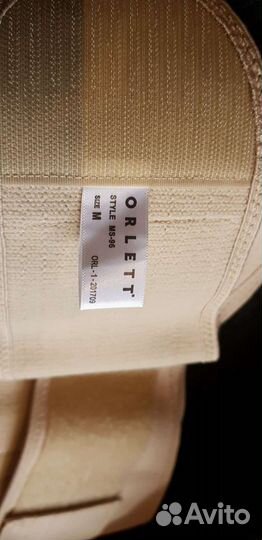 ORLETT
STYLE MS-96
SIZE M
ORL-1-201709
Avito